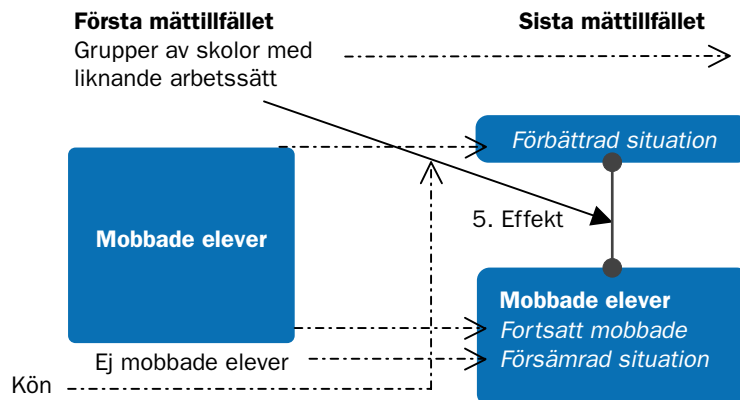 Första mättillfället
Sista mättillfället
Grupper av skolor med
liknande arbetssätt
Förbättrad situation
Mobbade elever
5. Effekt
Mobbade elever
Fortsatt mobbade
Försämrad situation
Ej mobbade elever
Kön